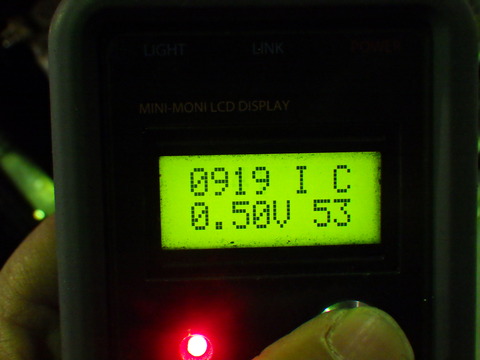 LIGHT LINK POWER
MINI-MONI LCD DISPLAY
0919 I C
0.50V 53